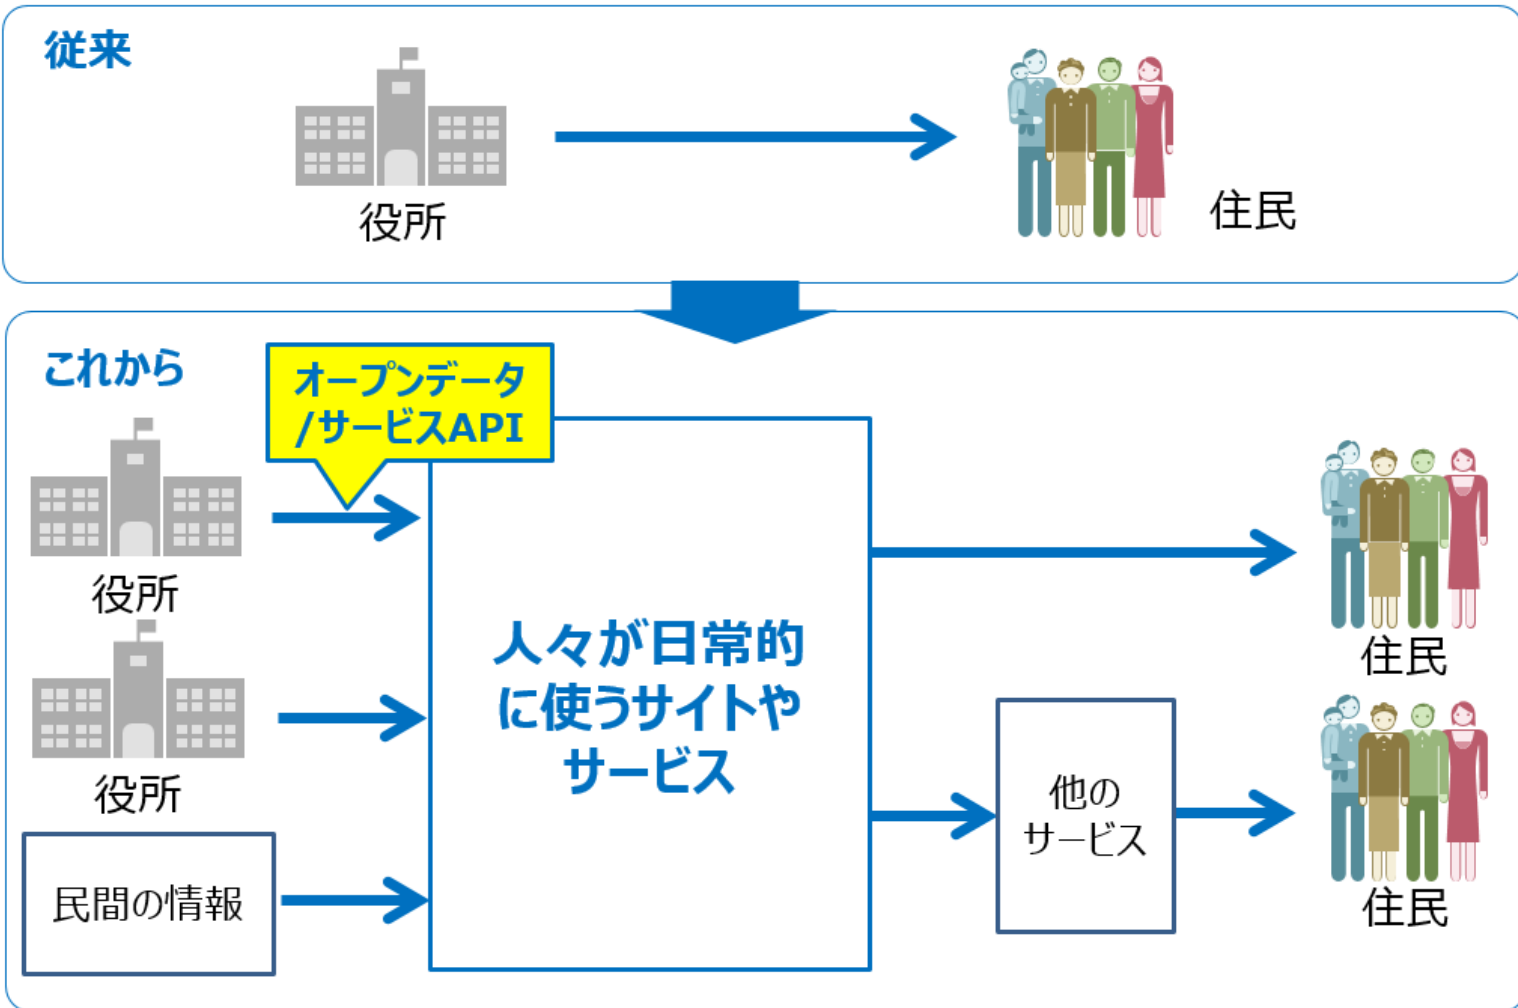 従来
役所
住民
これから
オープンデータ
/サービスAPI
役所
役所
民間の情報
人々が日常的
に使うサイトや
サービス
他の
サービス
住民
住民